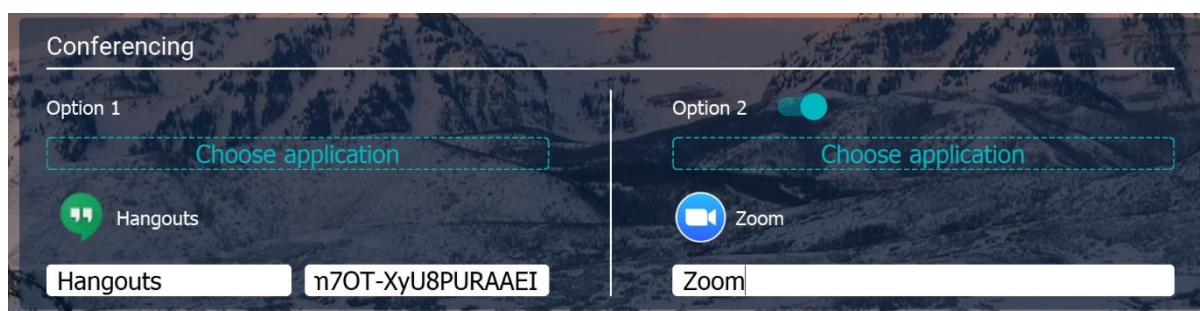 Conferencing
Option 1
Choose application
Hangouts
Hangouts
n7OT-XyU8PURAAEI
Option 2
Choose application
Zoom
Zoom